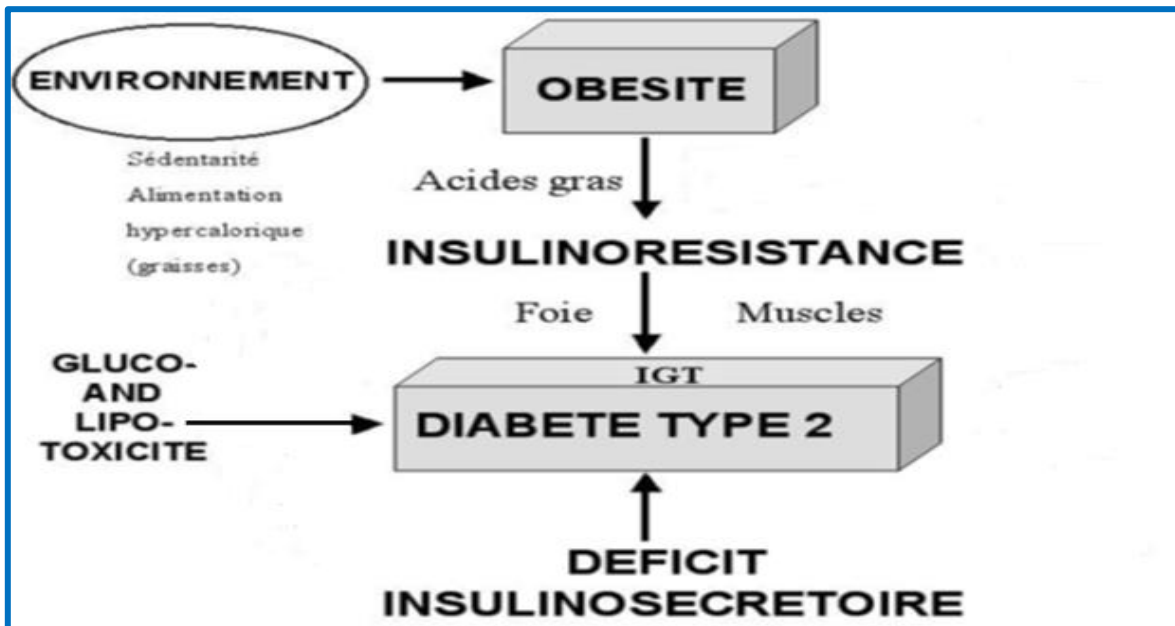 ENVIRONNEMENT
OBESITE
Sédentarité
Alimentation
hypercalorique
(graisses)
Acides gras
INSULINORESISTANCE
Foie
Muscles
GLUCO-
AND
LIPO-
TOXICITE
IGT
DIABETE TYPE 2
DEFICIT
INSULINOSECRETOIRE